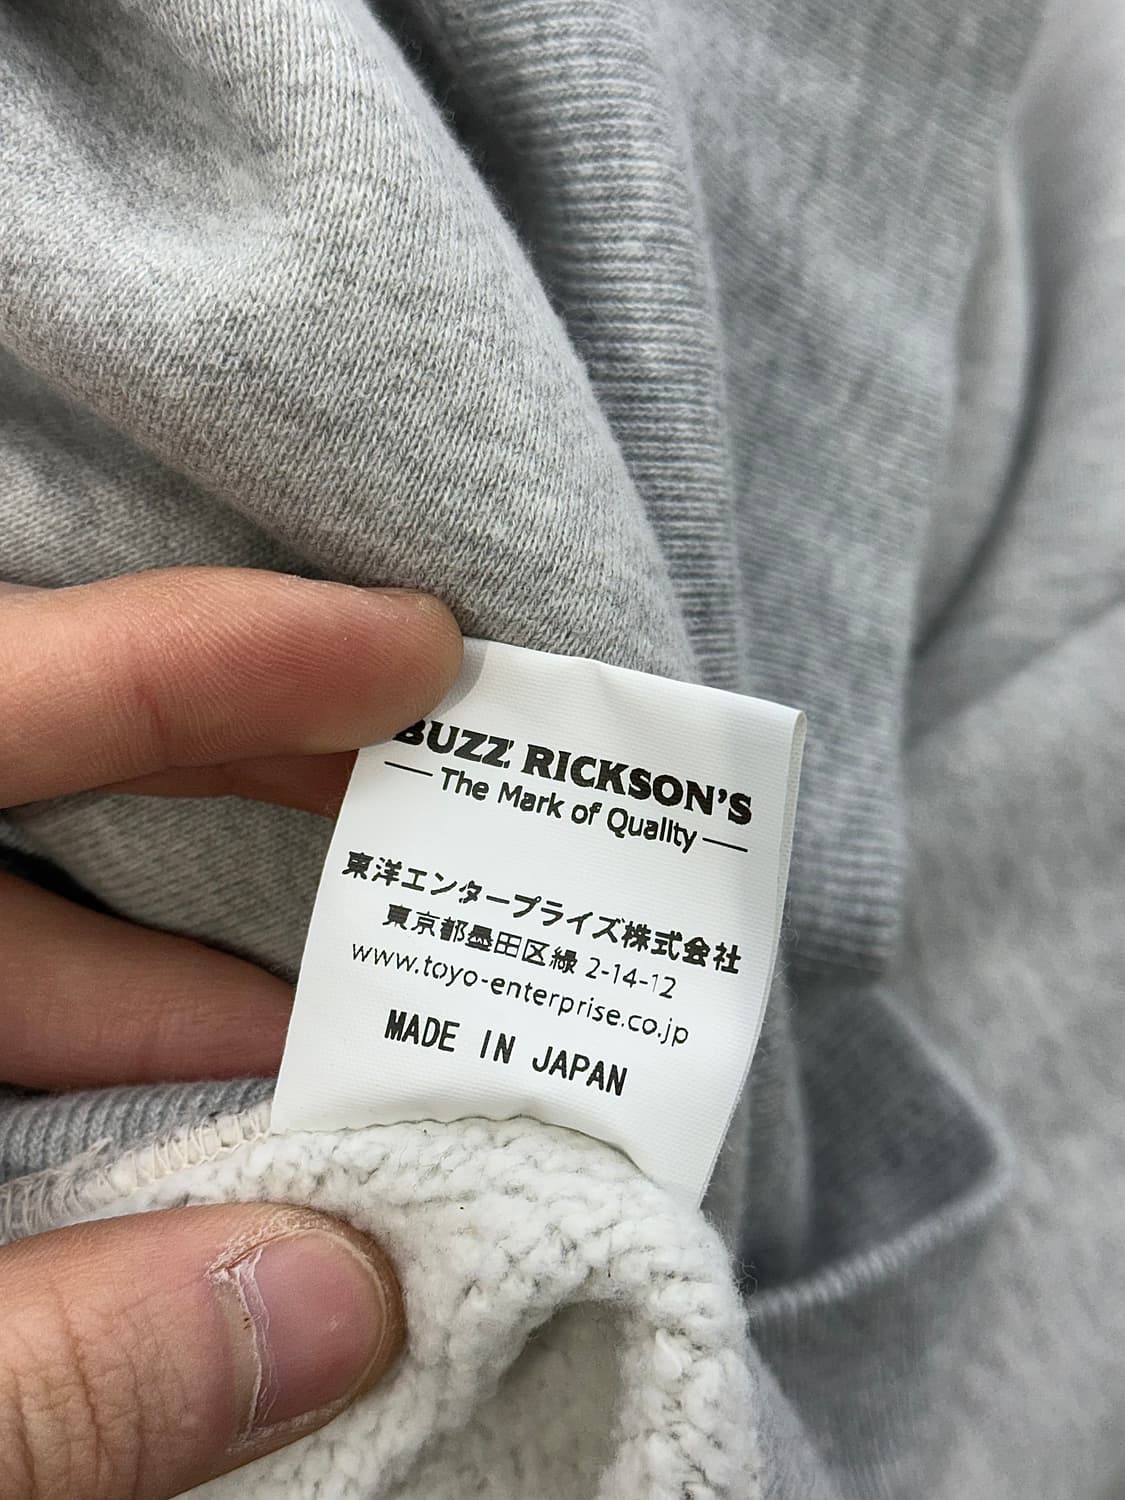 BUZZ RICKSON'S
The Mark of Quality
東洋エンタープライズ株式会社
東京都墨田区緑 2-14-12
www.toyo-enterprise.co.jp
MADE IN JAPAN